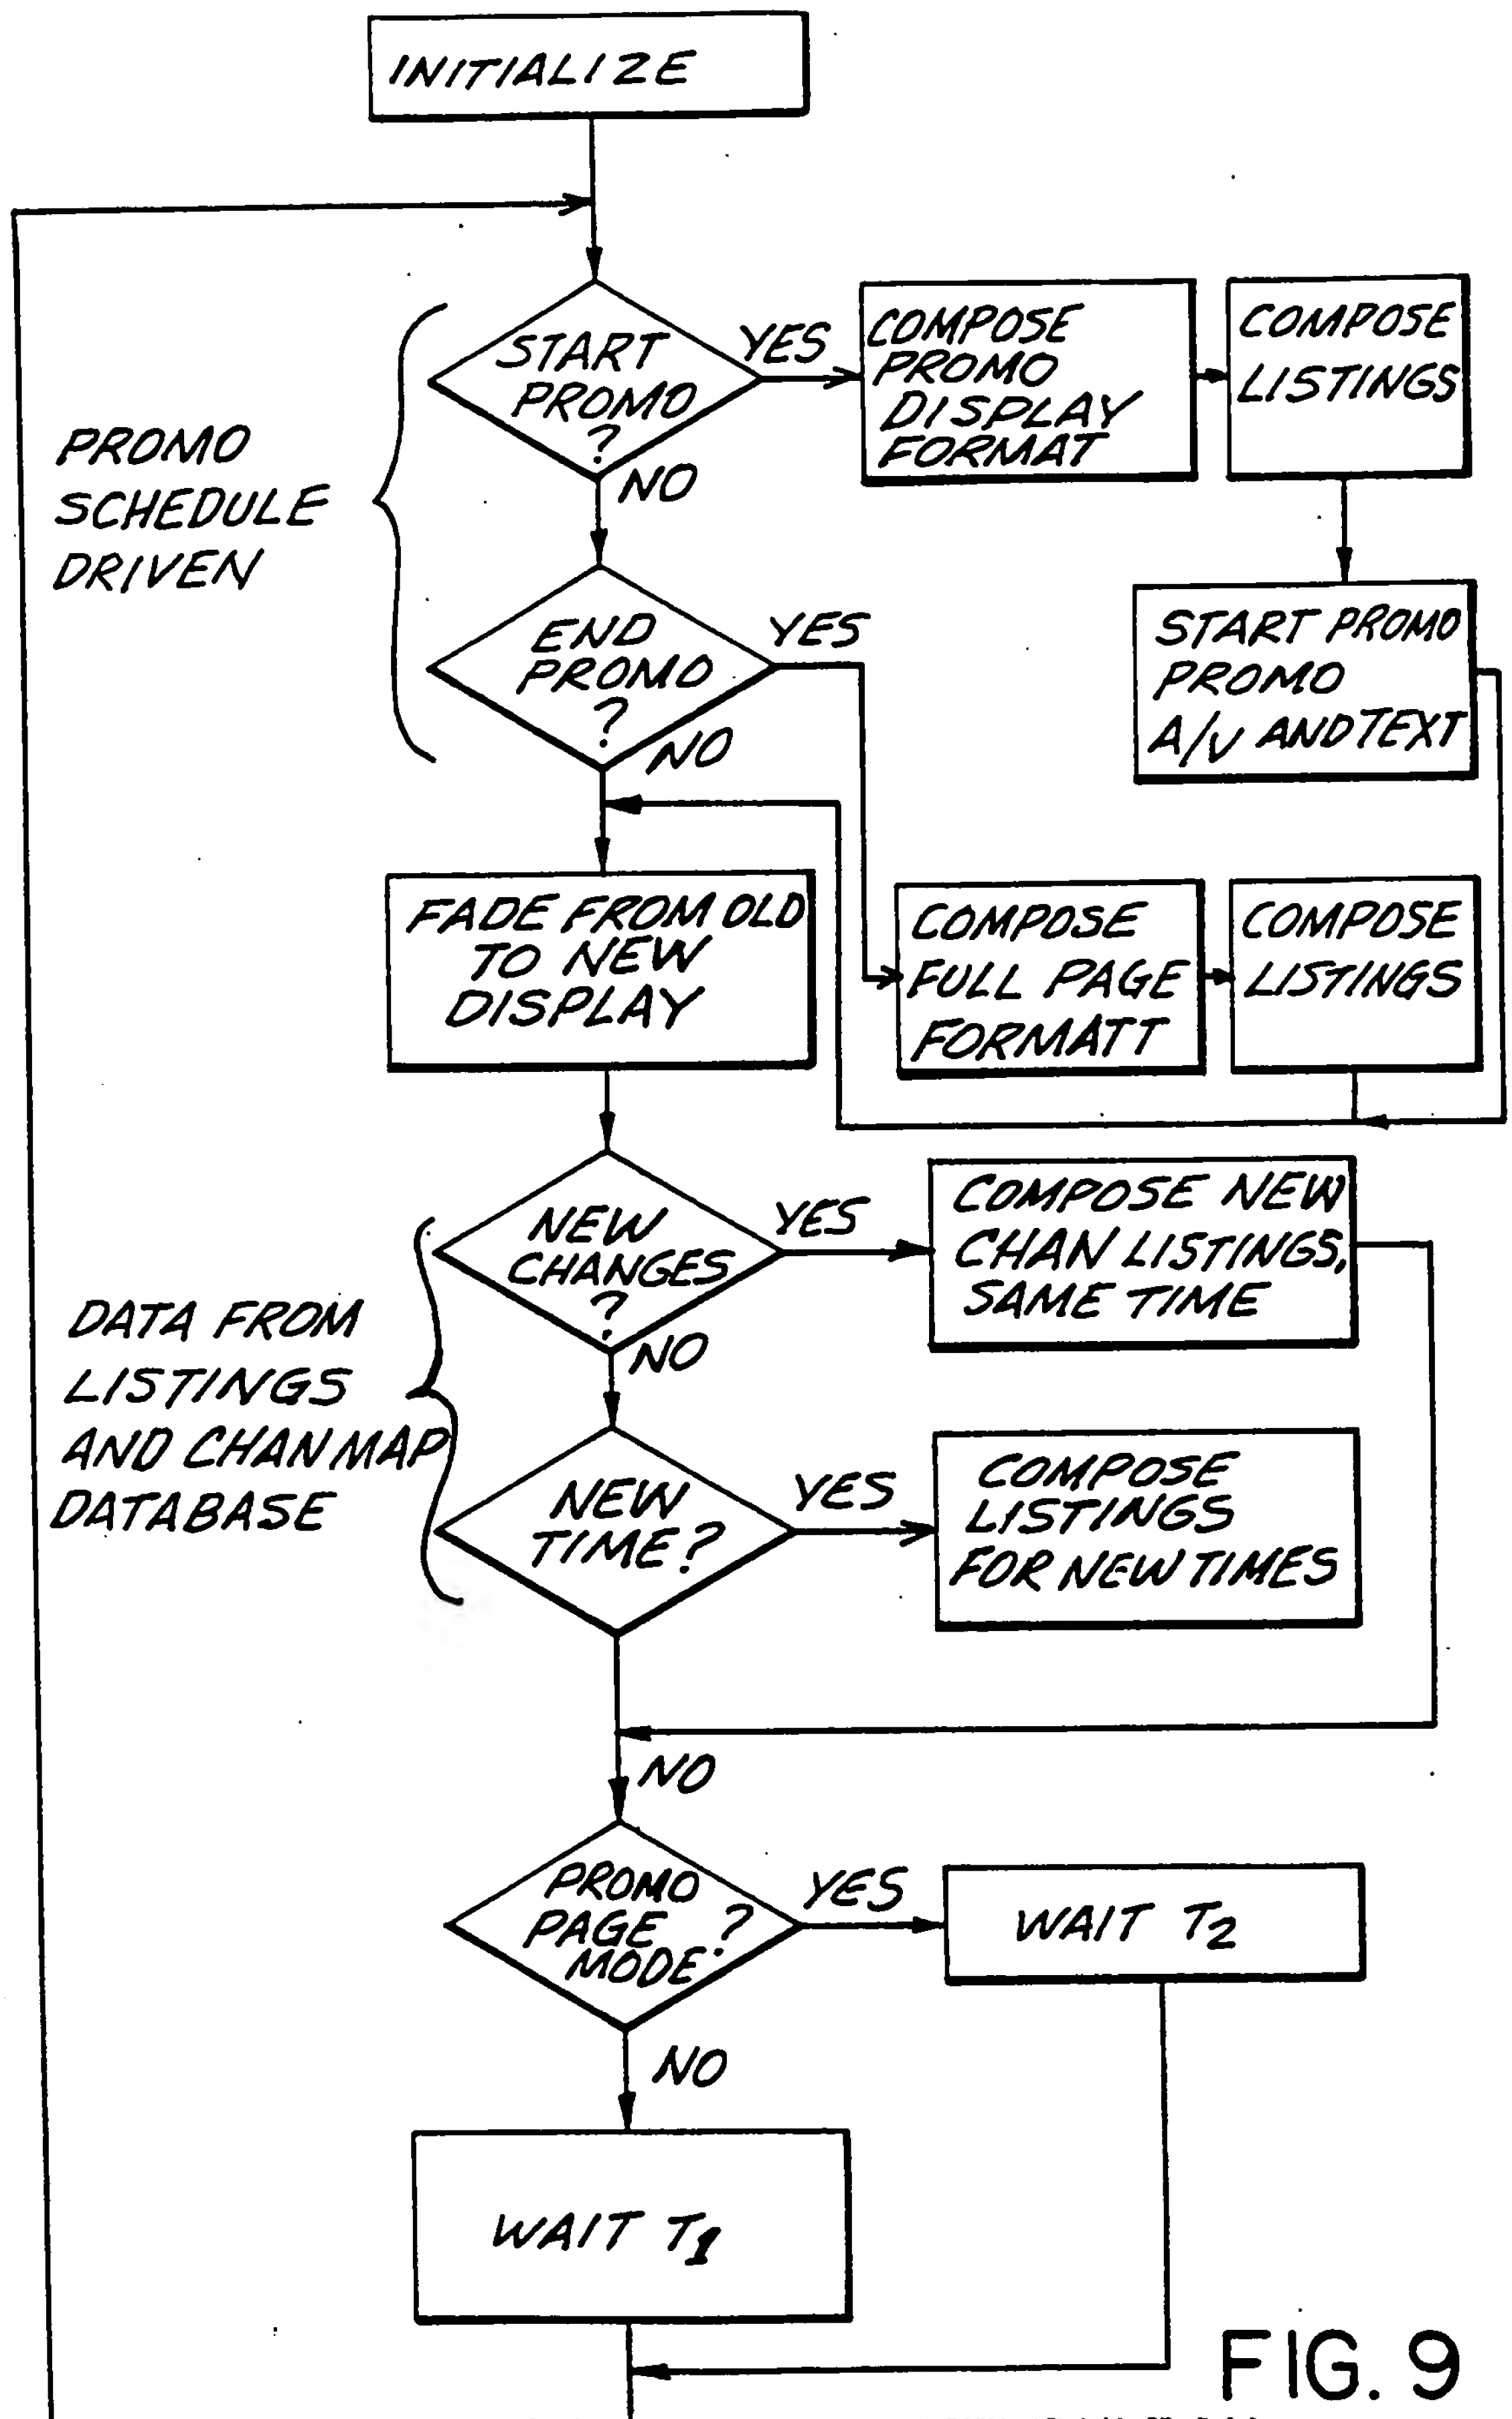 INITIALIZE
START
PROMO
?
YES
NO
COMPOSE
PROMO
DISPLAY
FORMAT
COMPOSE
LISTINGS
PROMO
SCHEDULE
DRIVEN
END
PROMO
?
YES
NO
START PROMO
PROMO
A/V AND TEXT
FADE FROM OLD
TO NEW
DISPLAY
COMPOSE
FULL PAGE
FORMATT
COMPOSE
LISTINGS
NEW
CHANGES
?
YES
NO
COMPOSE NEW
CHAN LISTINGS,
SAME TIME
DATA FROM
LISTINGS
AND CHAN MAP
DATABASE
NEW
TIME?
YES
COMPOSE
LISTINGS
FOR NEW TIMES
NO
PROMO
PAGE ?
MODE
YES
WAIT T2
NO
WAIT T1
FIG. 9